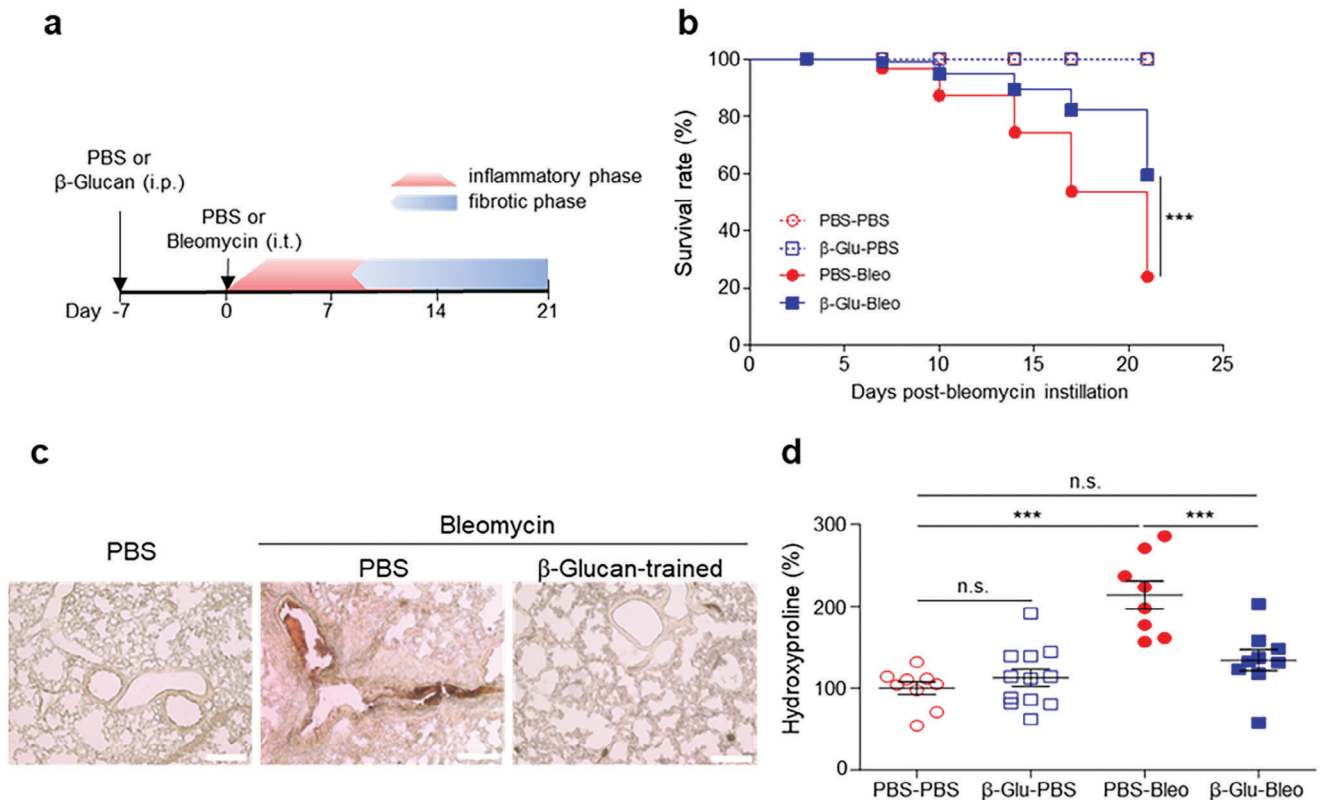 a
PBS or
β-Glucan (i.p.)
PBS or
Bleomycin (i.t.)
inflammatory phase
fibrotic phase
Day -7 0 7 14 21
b
Survival rate (%)
100
80
60
40
20
0
PBS-PBS
β-Glu-PBS
PBS-Bleo
β-Glu-Bleo
***
0 5 10 15 20 25
Days post-bleomycin instillation
c
PBS
Bleomycin
PBS β-Glucan-trained
d
Hydroxyproline (%)
n.s.
*** ***
n.s.
300
200
100
0
PBS-PBS β-Glu-PBS PBS-Bleo β-Glu-Bleo